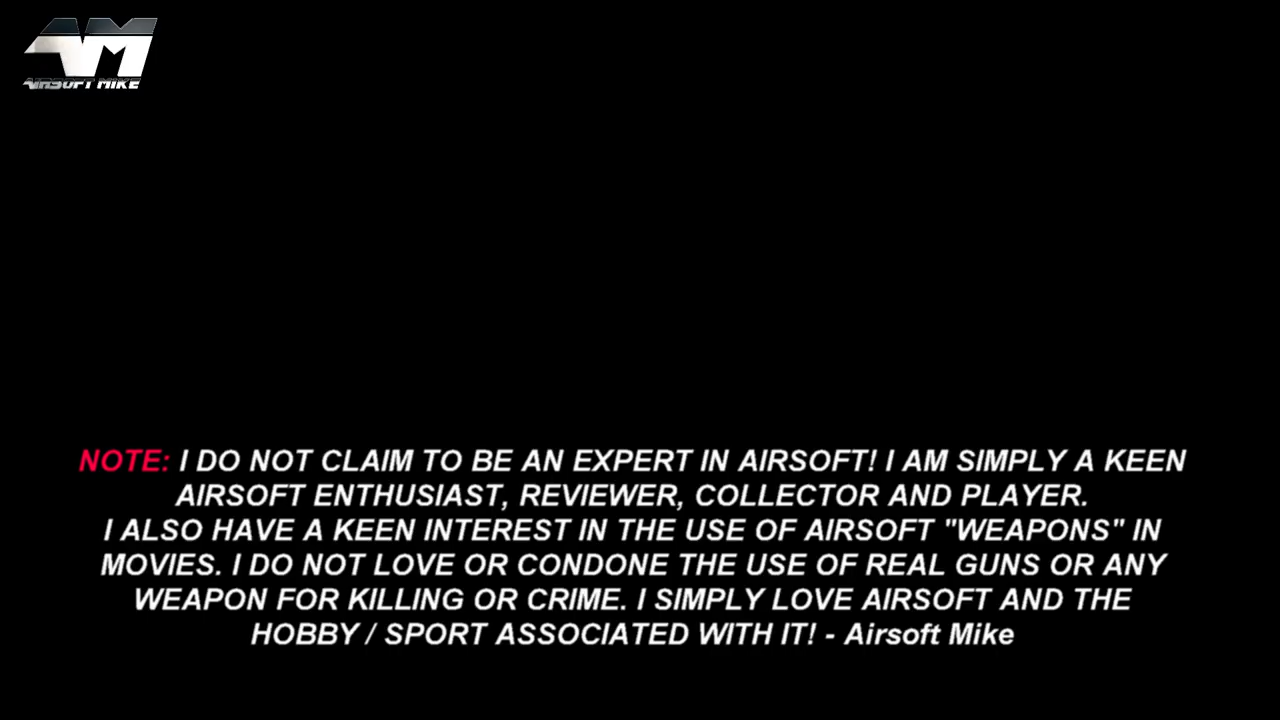 AM
AIRSOFT MIKE
NOTE: I DO NOT CLAIM TO BE AN EXPERT IN AIRSOFT! I AM SIMPLY A KEEN
AIRSOFT ENTHUSIAST, REVIEWER, COLLECTOR AND PLAYER.
I ALSO HAVE A KEEN INTEREST IN THE USE OF AIRSOFT "WEAPONS" IN
MOVIES. I DO NOT LOVE OR CONDONE THE USE OF REAL GUNS OR ANY
WEAPON FOR KILLING OR CRIME. I SIMPLY LOVE AIRSOFT AND THE
HOBBY / SPORT ASSOCIATED WITH IT! - Airsoft Mike